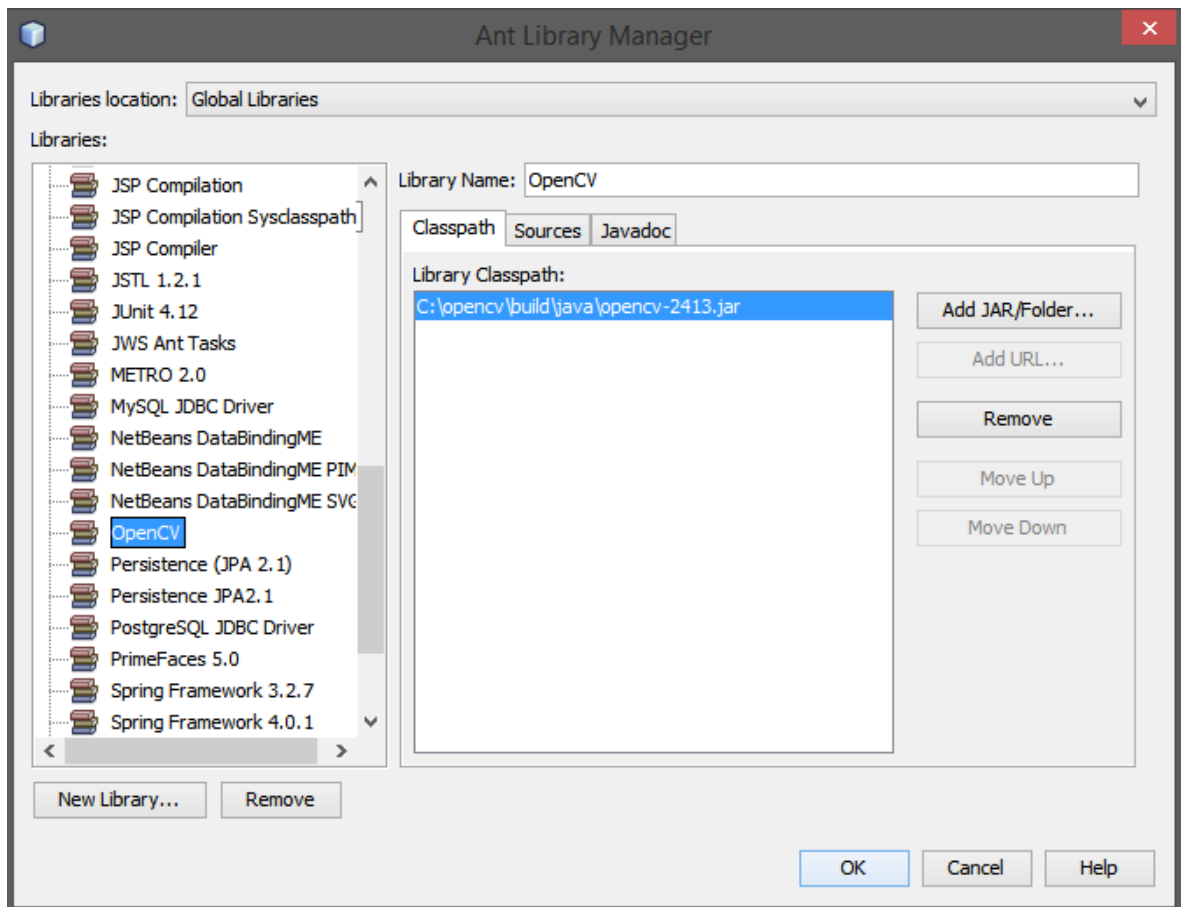 Ant Library Manager
Libraries location: Global Libraries
Libraries:
JSP Compilation
JSP Compilation Sysclasspath
JSP Compiler
JSTL 1.2.1
JUnit 4.12
JWS Ant Tasks
METRO 2.0
MySQL JDBC Driver
NetBeans DataBindingME
NetBeans DataBindingME PIM
NetBeans DataBindingME SVG
OpenCV
Persistence (JPA 2.1)
Persistence JPA2.1
PostgreSQL JDBC Driver
PrimeFaces 5.0
Spring Framework 3.2.7
Spring Framework 4.0.1
New Library... Remove
Library Name: OpenCV
Classpath Sources Javadoc
Library Classpath:
C:\opencv\build\java\opencv-2413.jar
Add JAR/Folder...
Add URL...
Remove
Move Up
Move Down
OK Cancel Help